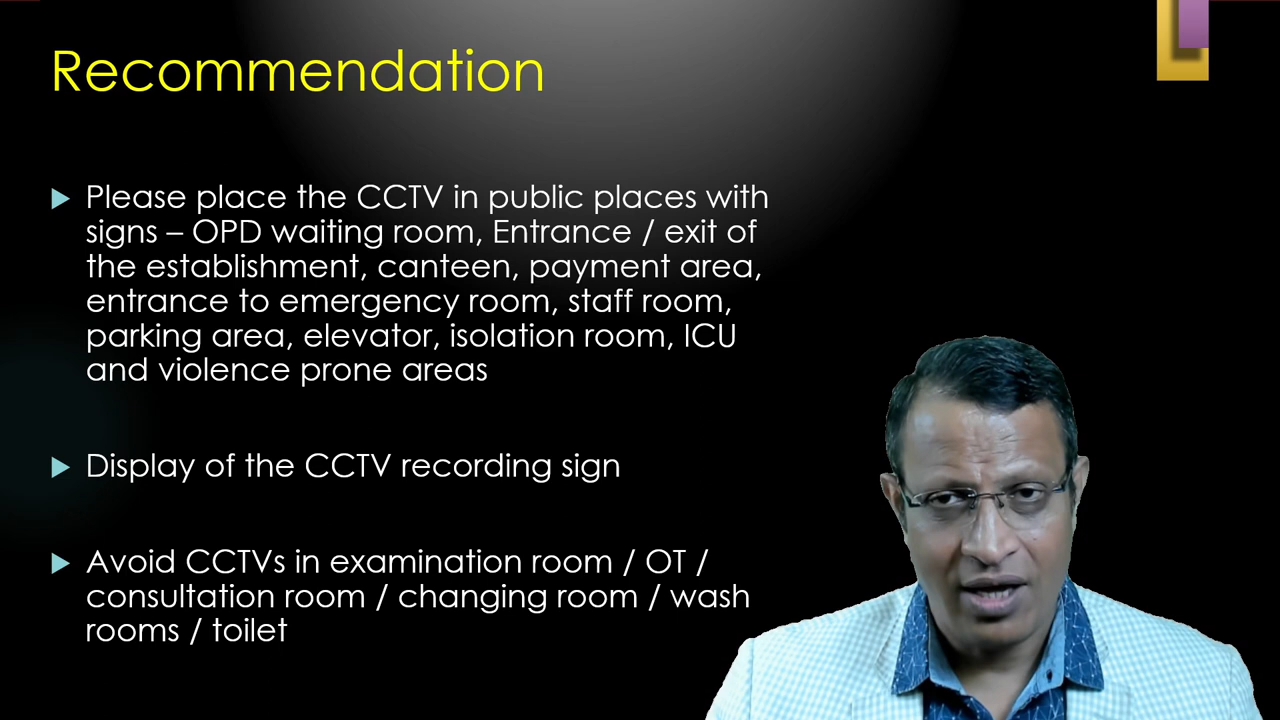 Recommendation
Please place the CCTV in public places with
signs – OPD waiting room, Entrance / exit of
the establishment, canteen, payment area,
entrance to emergency room, staff room,
parking area, elevator, isolation room, ICU
and violence prone areas
Display of the CCTV recording sign
Avoid CCTVs in examination room / OT /
consultation room / changing room / wash
rooms / toilet